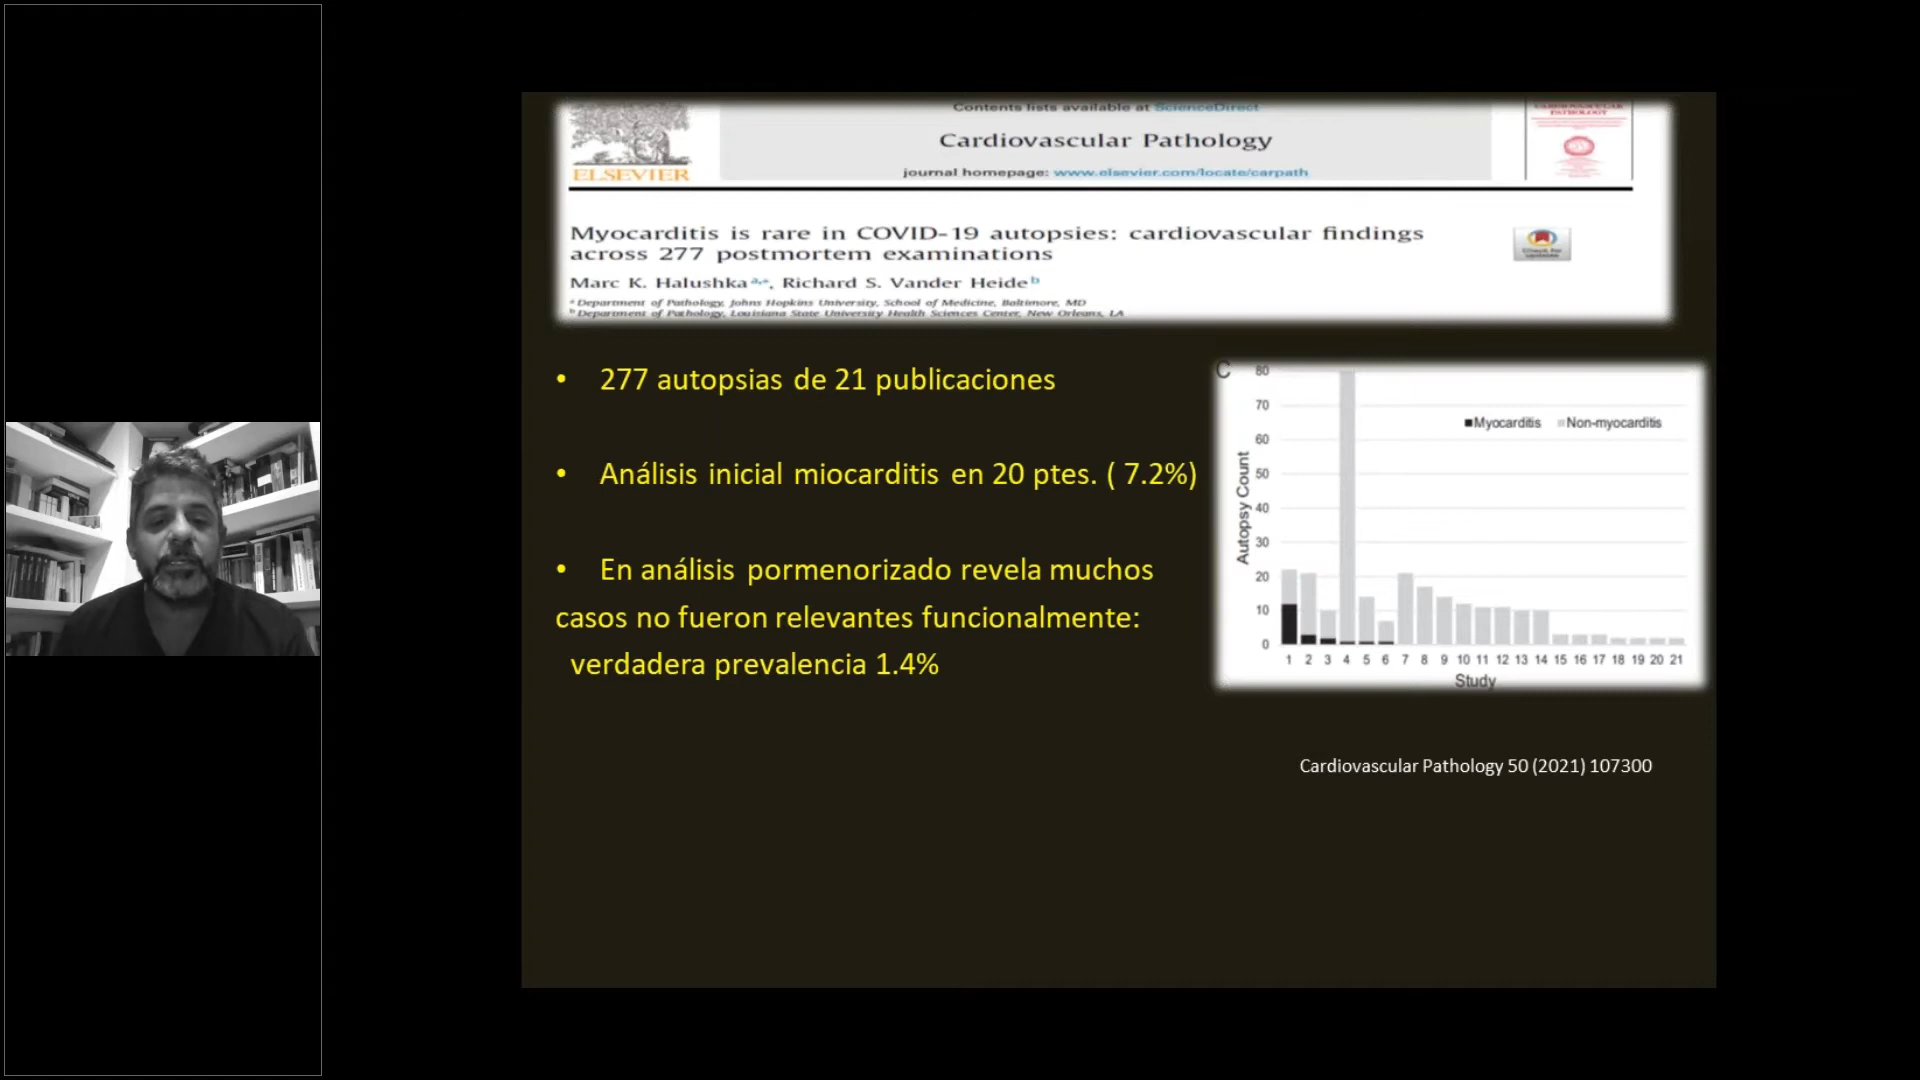 Contents lists available at ScienceDirect
Cardiovascular Pathology
journal homepage: www.elsevier.com/locate/carpath
ELSEVIER
CARDIOVASCULAR
PATHOLOGY
Myocarditis is rare in COVID-19 autopsies: cardiovascular findings
across 277 postmortem examinations
Check for
updates
Marc K. Halushka a,*, Richard S. Vander Heide b
a Department of Pathology, Johns Hopkins University, School of Medicine, Baltimore, MD
b Department of Pathology, Louisiana State University Health Sciences Center, New Orleans, LA
• 277 autopsias de 21 publicaciones
• Análisis inicial miocarditis en 20 ptes. ( 7.2%)
• En análisis pormenorizado revela muchos
casos no fueron relevantes funcionalmente:
verdadera prevalencia 1.4%
C
80
70
60
50
40
30
20
10
0
Autopsy Count
Myocarditis Non-myocarditis
1 2 3 4 5 6 7 8 9 10 11 12 13 14 15 16 17 18 19 20 21
Study
Cardiovascular Pathology 50 (2021) 107300